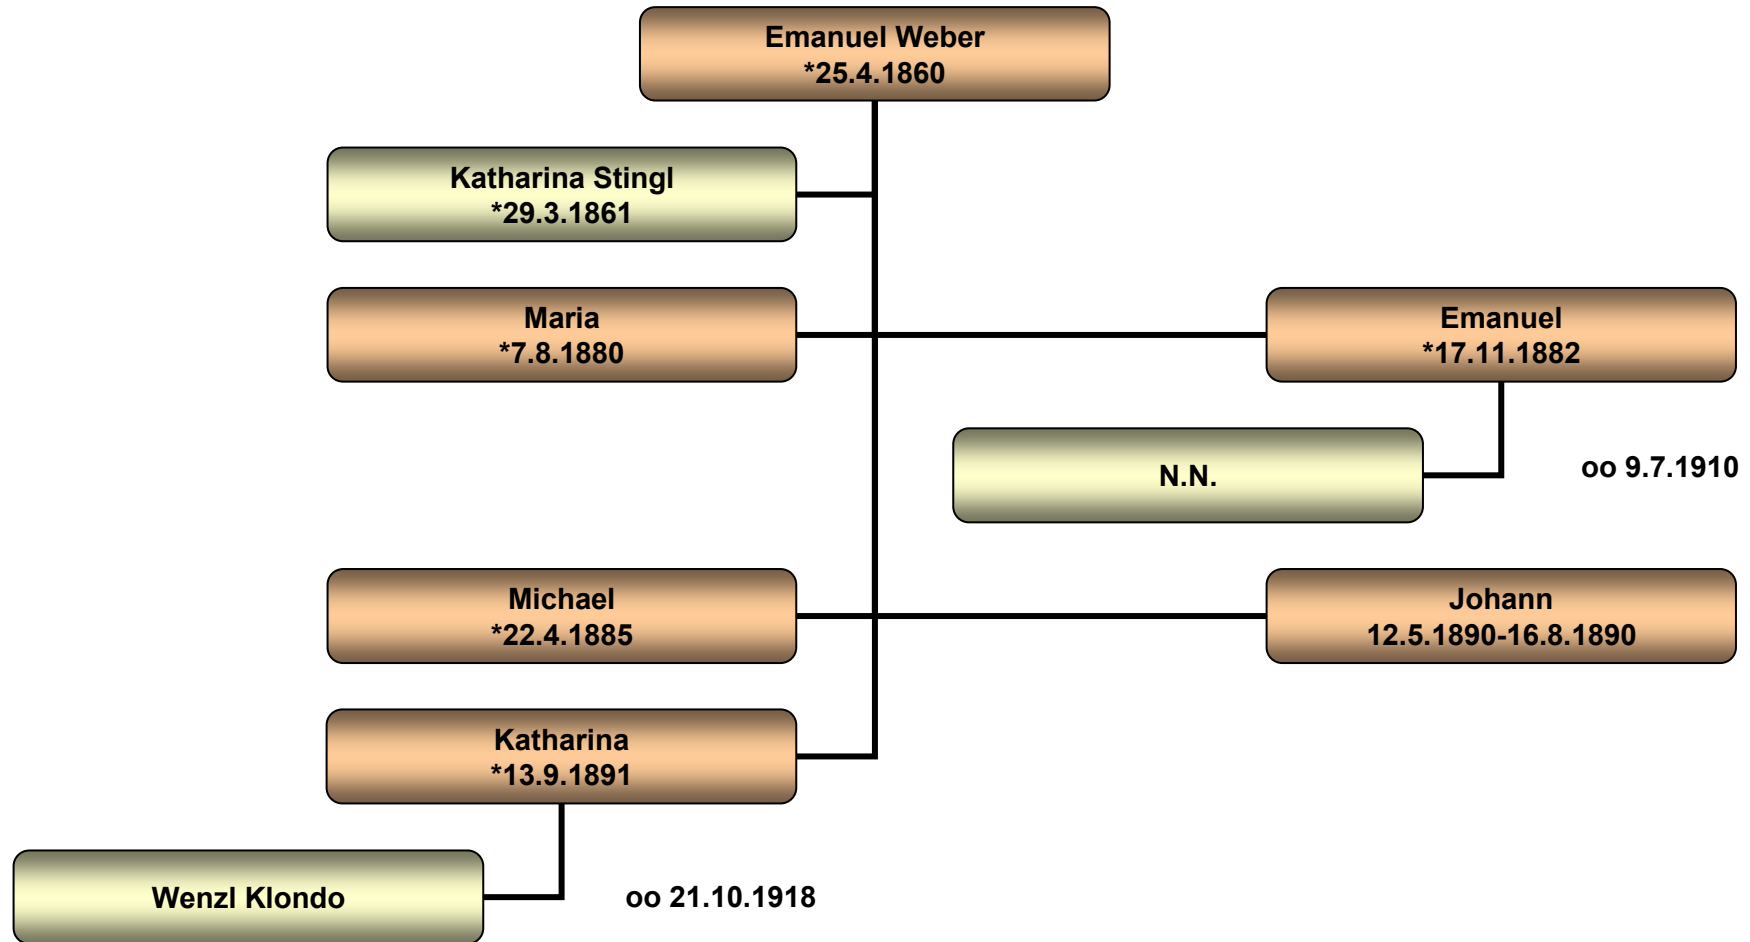 Emanuel Weber
*25.4.1860
Katharina Stingl
*29.3.1861
Maria
*7.8.1880
Emanuel
*17.11.1882
N.N.
oo 9.7.1910
Michael
*22.4.1885
Johann
12.5.1890-16.8.1890
Katharina
*13.9.1891
Wenzl Klondo
oo 21.10.1918